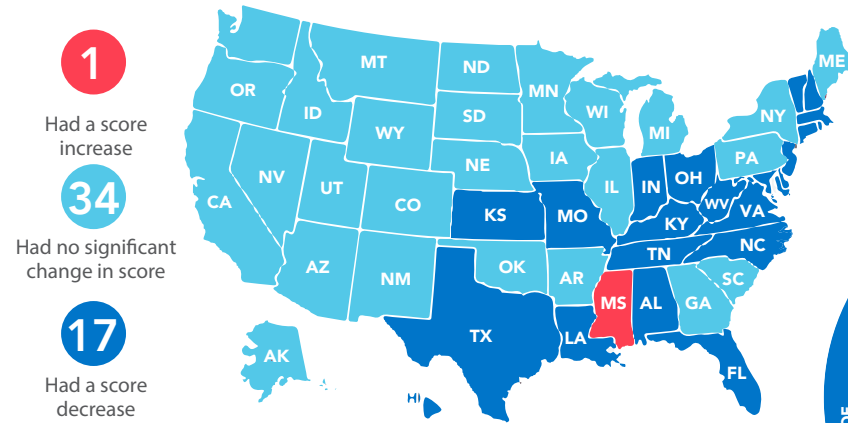 1
Had a score
increase
34
Had no significant
change in score
17
Had a score
decrease
MT
ND
MN
ME
OR
ID
SD
WI
NY
WY
MI
NE
IA
PA
NV
UT
CO
IL
IN
OH
CA
KS
MO
WV
VA
KY
NC
TN
AZ
NM
OK
AR
SC
MS
AL
GA
TX
LA
AK
FL
HI